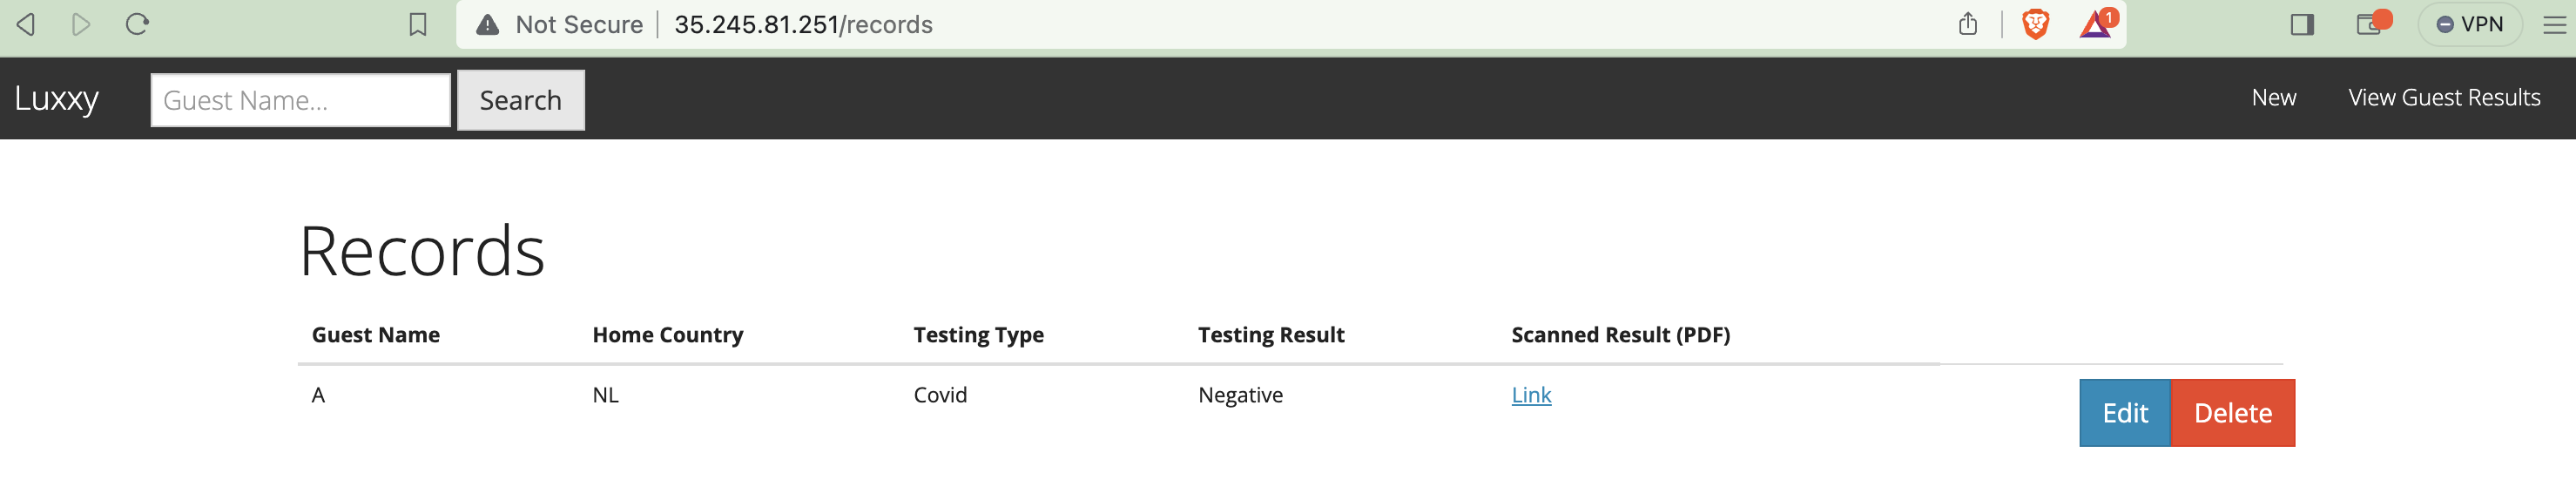 Not Secure 35.245.81.251/records 1 VPN
Luxxy Guest Name... Search New View Guest Results
Records
Guest Name Home Country Testing Type Testing Result Scanned Result (PDF)
A NL Covid Negative Link Edit Delete